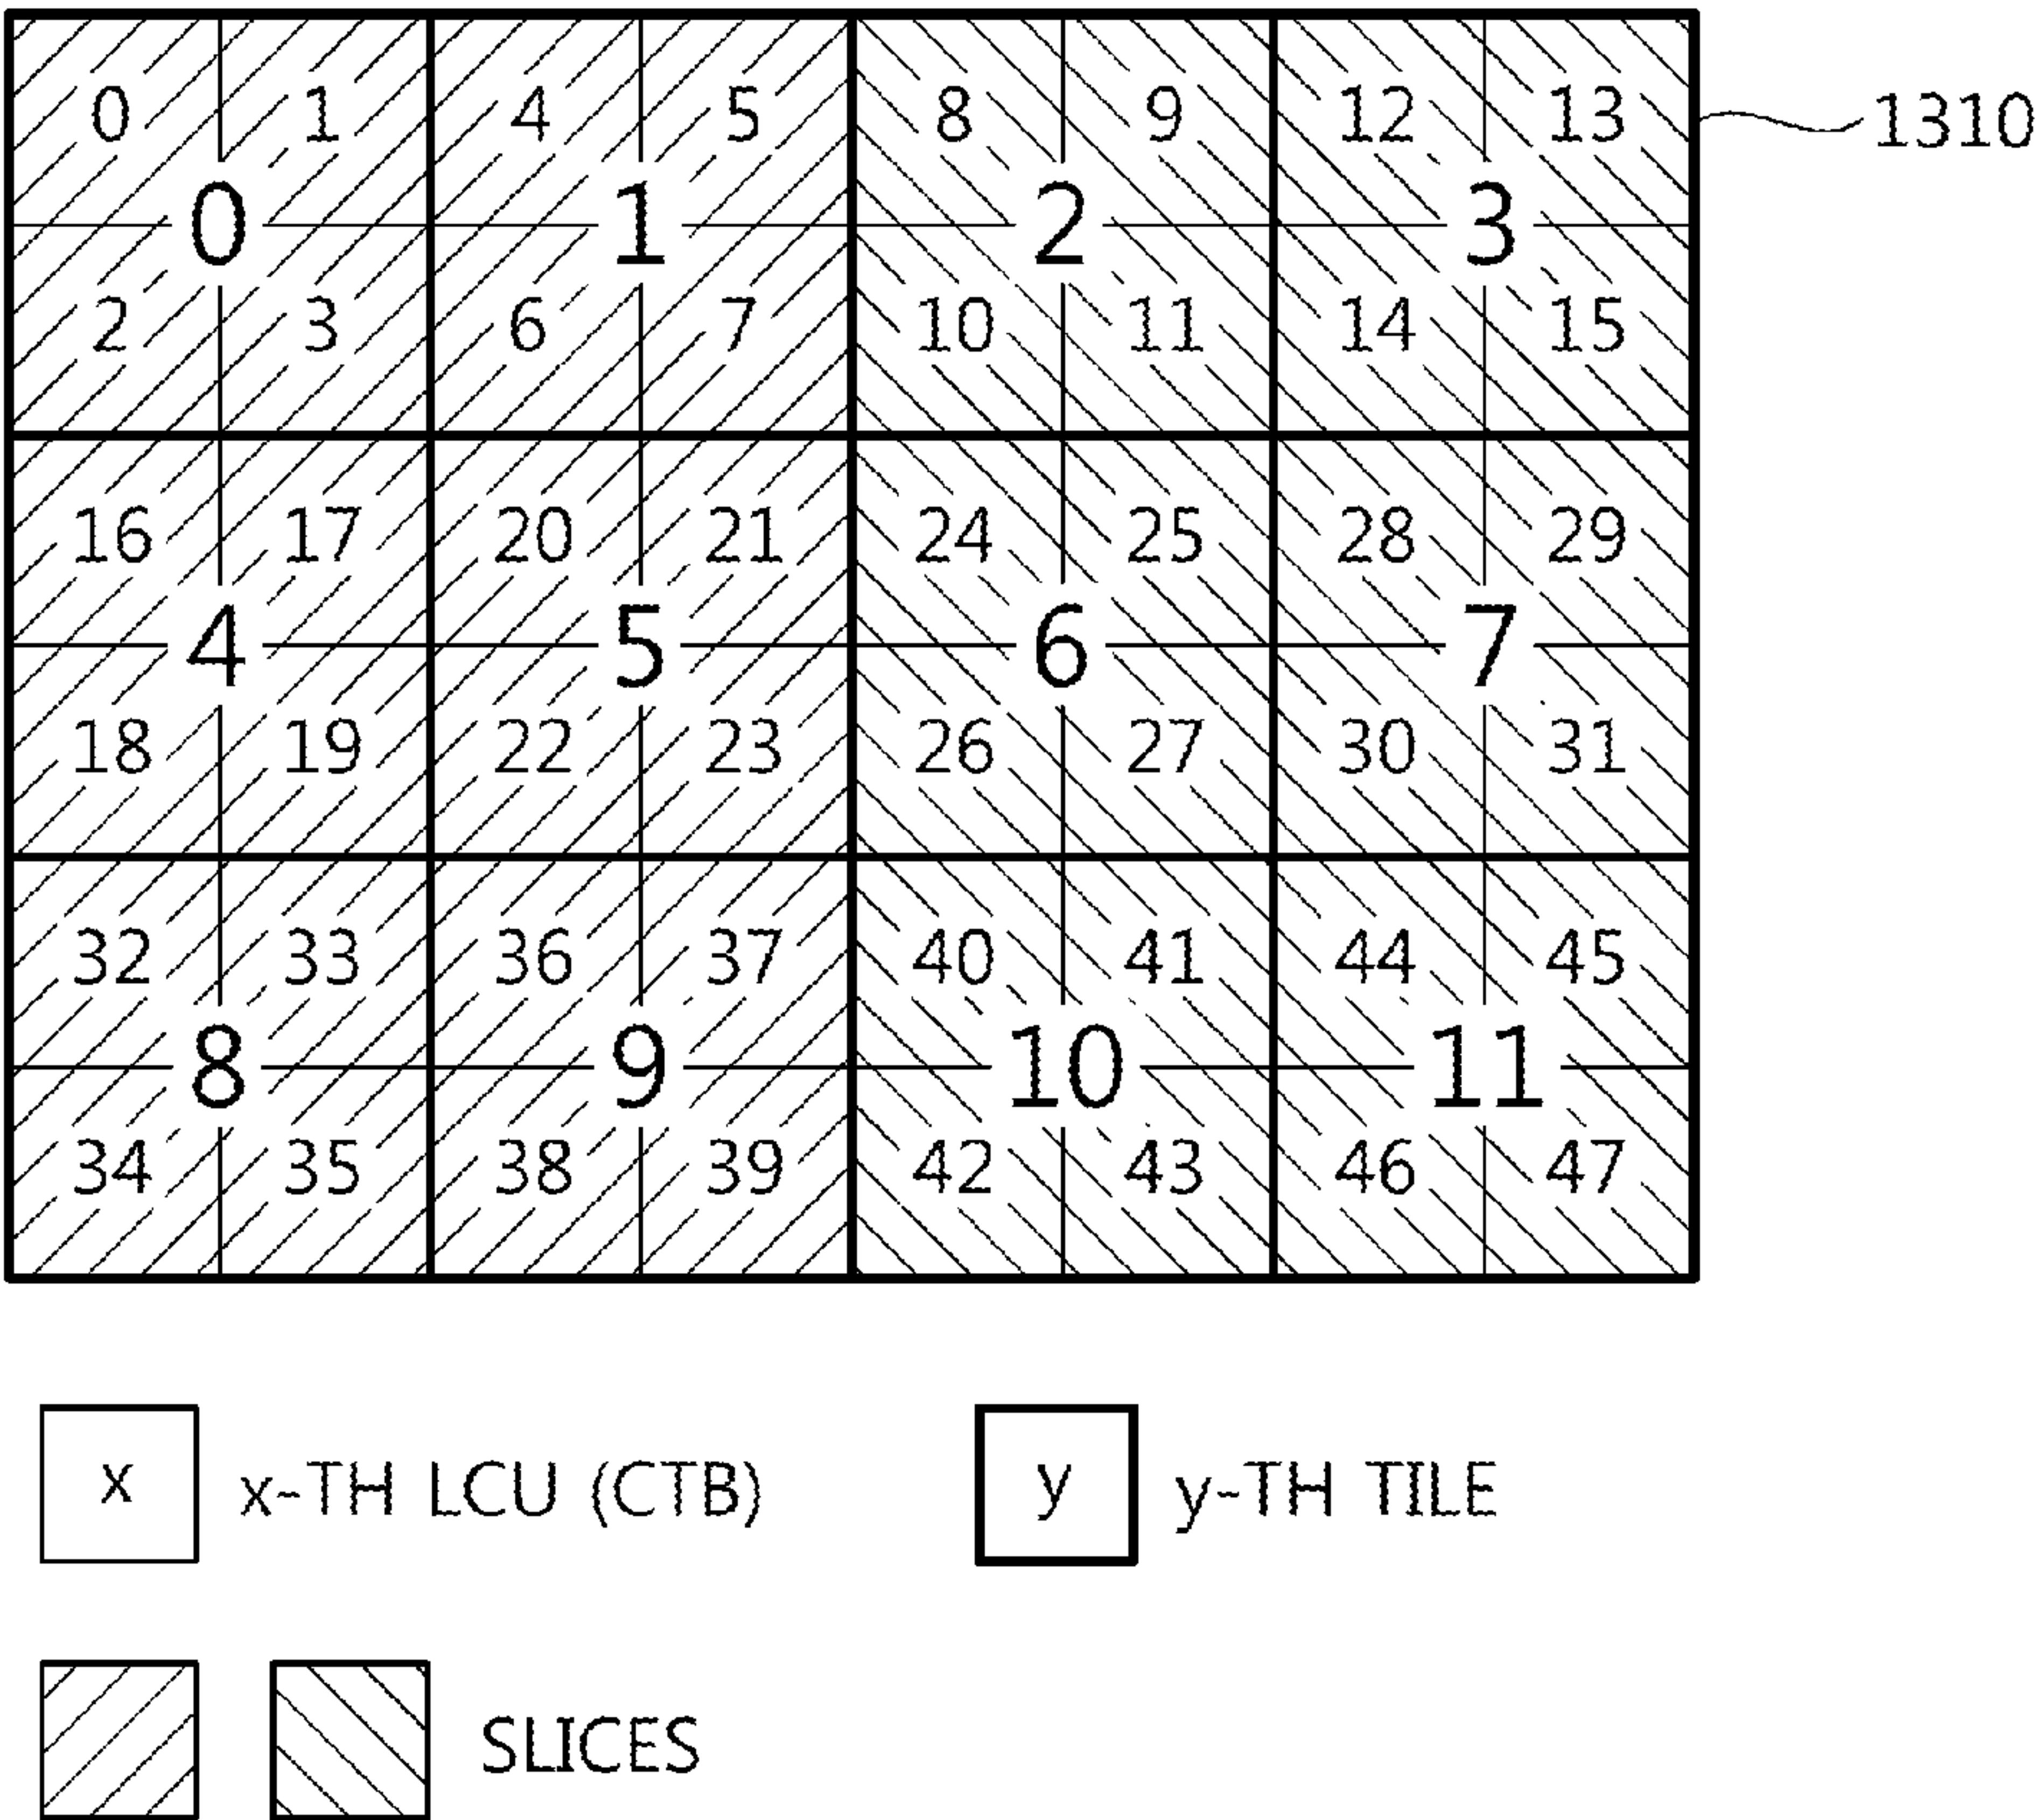 0 1 4 5 8 9 12 13 1310
0 1 2 3
2 3 6 7 10 11 14 15
16 17 20 21 24 25 28 29
4 5 6 7
18 19 22 23 26 27 30 31
32 33 36 37 40 41 44 45
8 9 10 11
34 35 38 39 42 43 46 47
x x-TH LCU (CTB) y y-TH TILE
SLICES